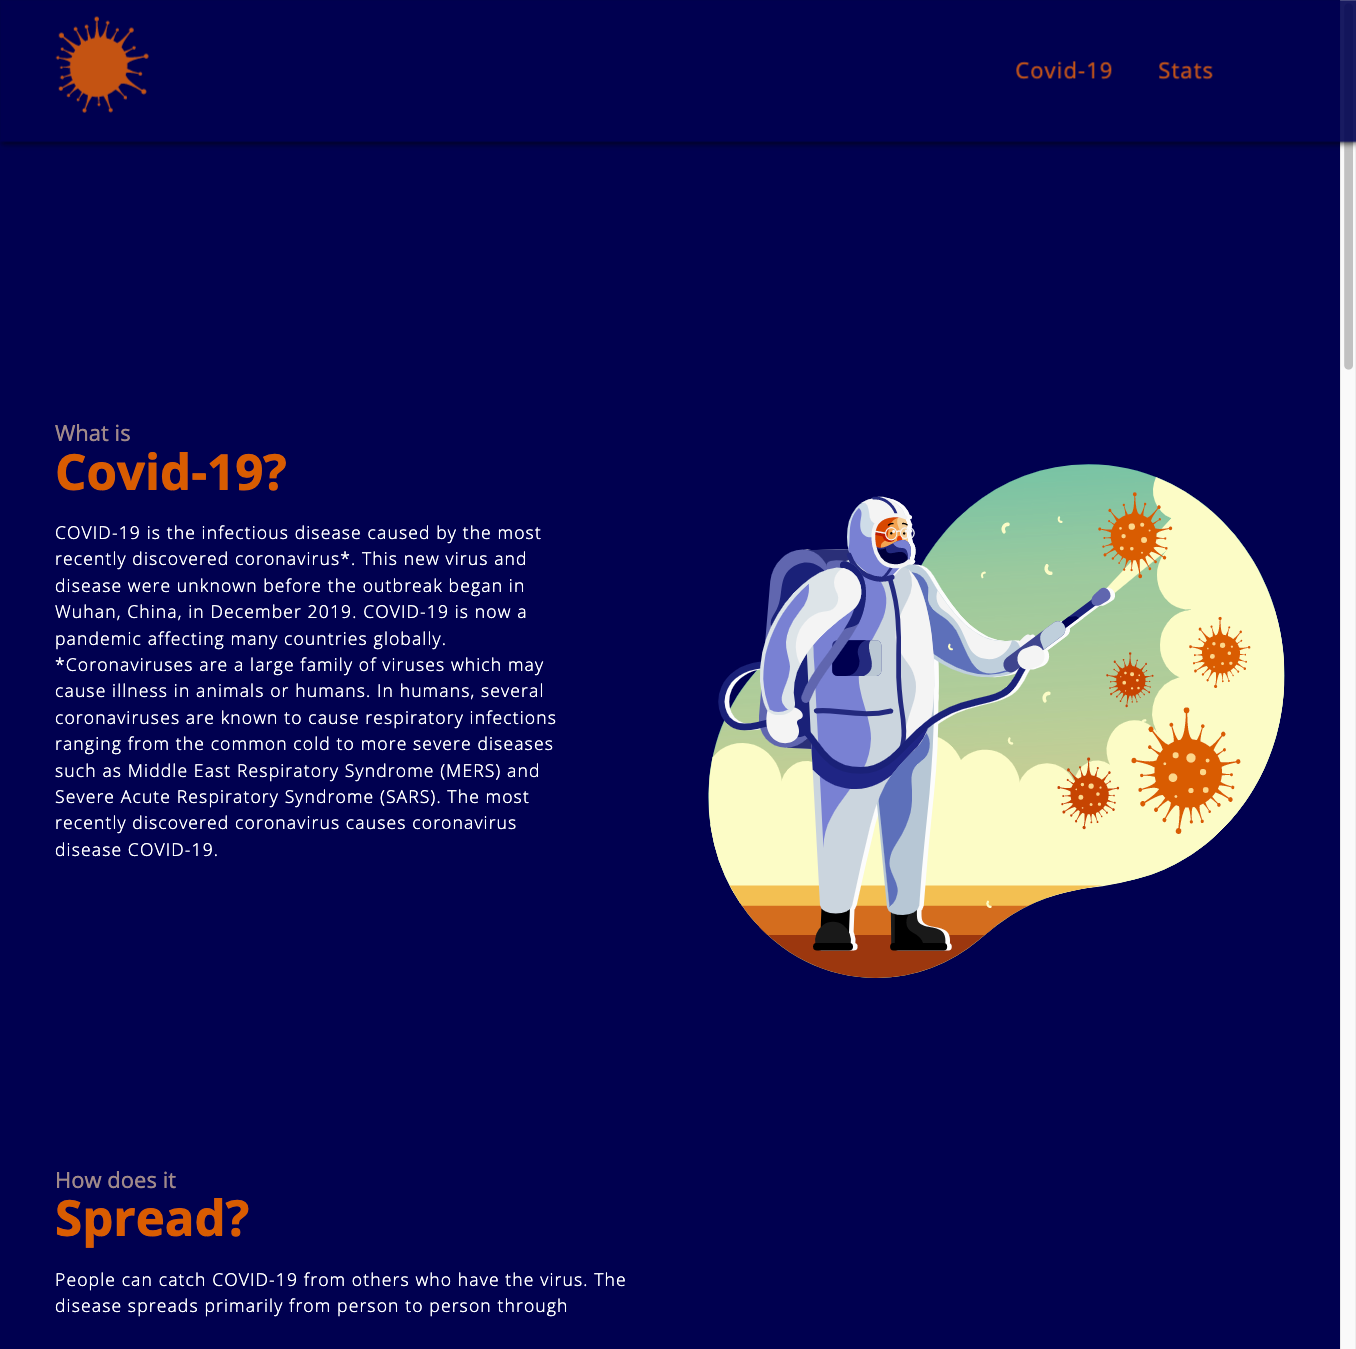 Covid-19
Stats
What is
Covid-19?
COVID-19 is the infectious disease caused by the most
recently discovered coronavirus*. This new virus and
disease were unknown before the outbreak began in
Wuhan, China, in December 2019. COVID-19 is now a
pandemic affecting many countries globally.
*Coronaviruses are a large family of viruses which may
cause illness in animals or humans. In humans, several
coronaviruses are known to cause respiratory infections
ranging from the common cold to more severe diseases
such as Middle East Respiratory Syndrome (MERS) and
Severe Acute Respiratory Syndrome (SARS). The most
recently discovered coronavirus causes coronavirus
disease COVID-19.
How does it
Spread?
People can catch COVID-19 from others who have the virus. The
disease spreads primarily from person to person through